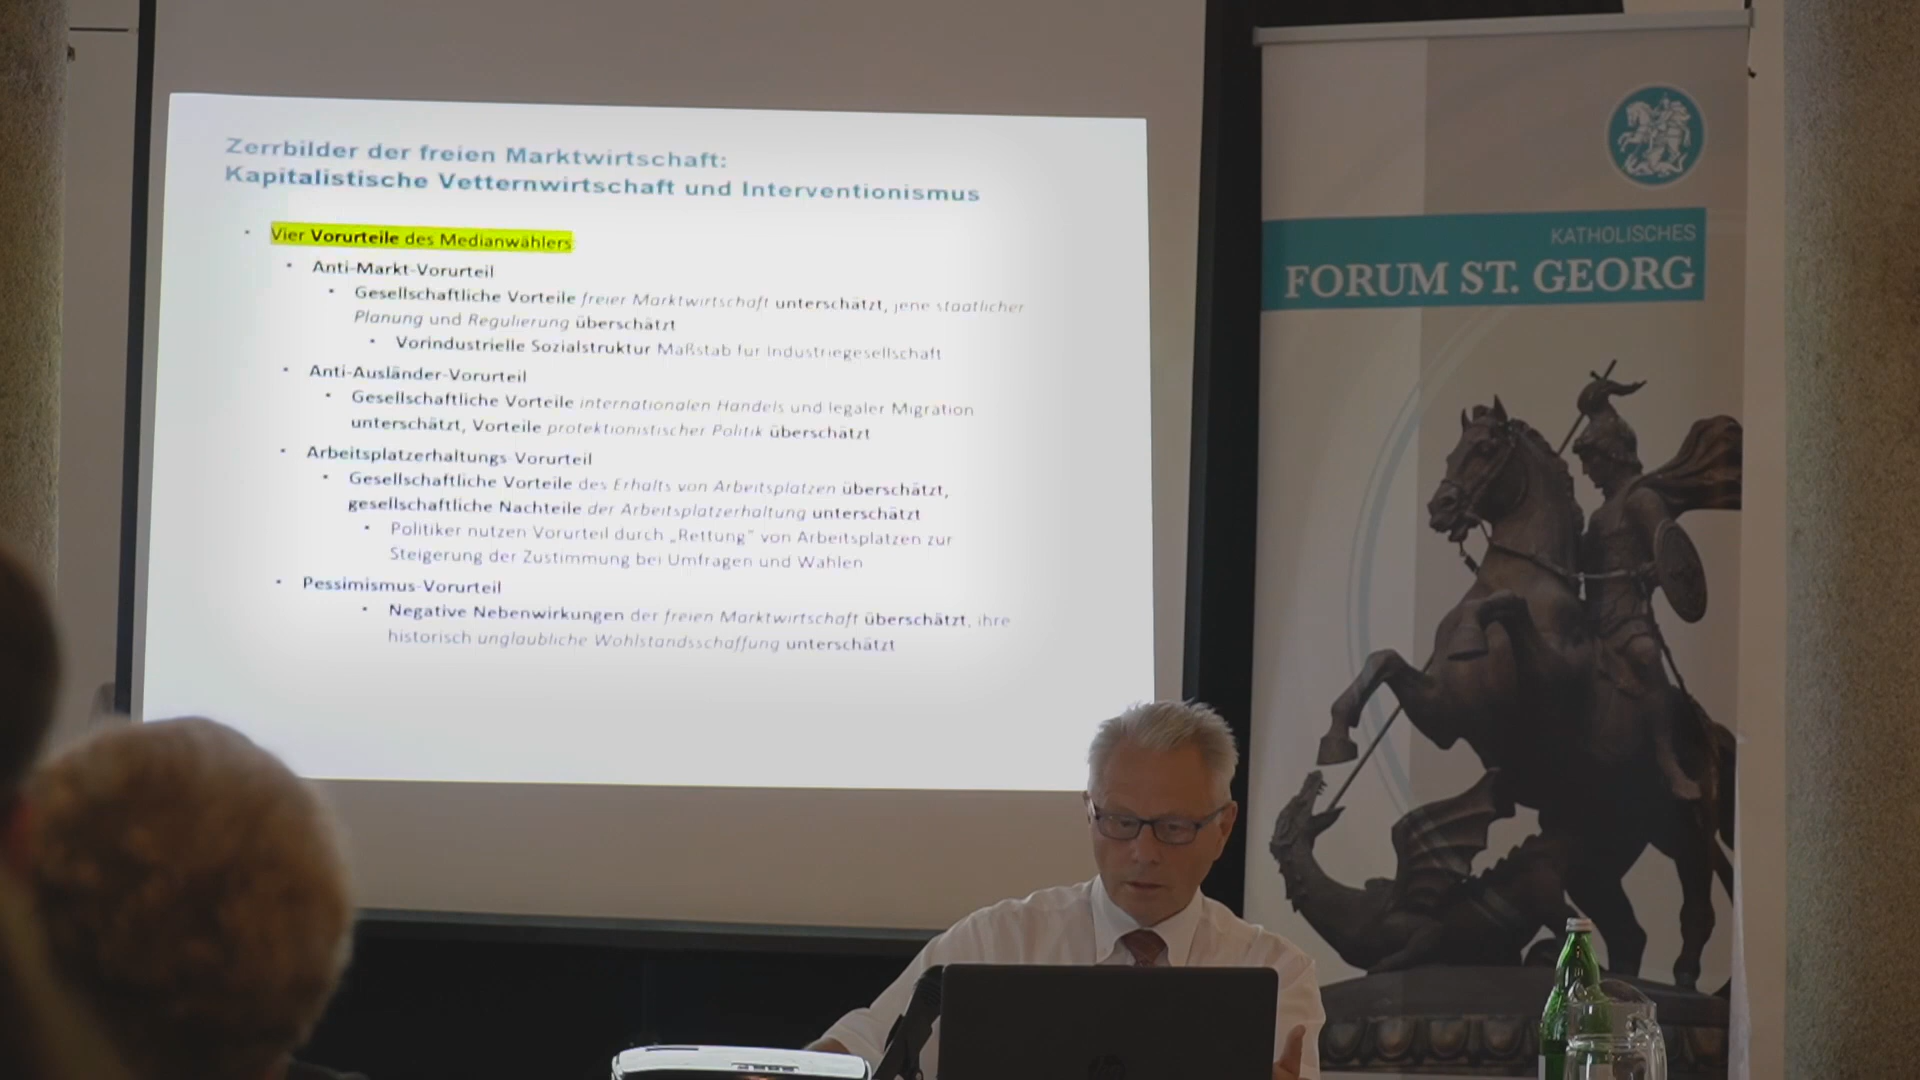 Zerrbilder der freien Marktwirtschaft:
Kapitalistische Vetternwirtschaft und Interventionismus
• Vier Vorurteile des Medianwählers:
• Anti-Markt-Vorurteil
• Gesellschaftliche Vorteile freier Marktwirtschaft unterschätzt, jene staatlicher
Planung und Regulierung überschätzt
• Vorindustrielle Sozialstruktur Maßstab für Industriegesellschaft
• Anti-Ausländer-Vorurteil
• Gesellschaftliche Vorteile internationalen Handels und legaler Migration
unterschätzt, Vorteile protektionistischer Politik überschätzt
• Arbeitsplatzerhaltungs-Vorurteil
• Gesellschaftliche Vorteile des Erhalts von Arbeitsplätzen überschätzt,
gesellschaftliche Nachteile der Arbeitsplatzerhaltung unterschätzt
• Politiker nutzen Vorurteil durch „Rettung" von Arbeitsplätzen zur
Steigerung der Zustimmung bei Umfragen und Wahlen
• Pessimismus-Vorurteil
• Negative Nebenwirkungen der freien Marktwirtschaft überschätzt, ihre
historisch unglaubliche Wohlstandsschaffung unterschätzt
KATHOLISCHES
FORUM ST. GEORG